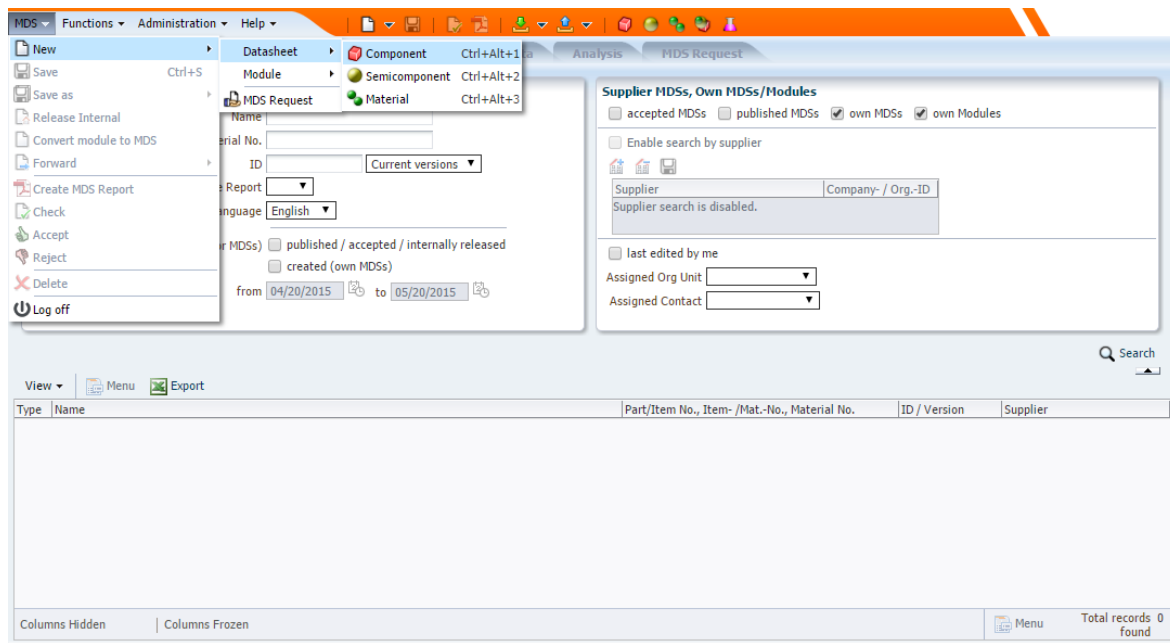 MDS Functions Administration Help
New
Save Ctrl+S
Save as
Release Internal
Convert module to MDS
Forward
Create MDS Report
Check
Accept
Reject
Delete
Log off
Datasheet
Module
MDS Request
Component Ctrl+Alt+1
Semicomponent Ctrl+Alt+2
Material Ctrl+Alt+3
Analysis MDS Request
Name
erial No.
ID Current versions
Report
nguage English
MDSs) published / accepted / internally released
created (own MDSs)
from 04/20/2015 to 05/20/2015
Supplier MDSs, Own MDSs/Modules
accepted MDSs published MDSs own MDSs own Modules
Enable search by supplier
Supplier Company- / Org.-ID
Supplier search is disabled.
last edited by me
Assigned Org Unit
Assigned Contact
Search
View Menu Export
Type Name Part/Item No., Item- /Mat.-No., Material No. ID / Version Supplier
Columns Hidden Columns Frozen Menu Total records 0
found